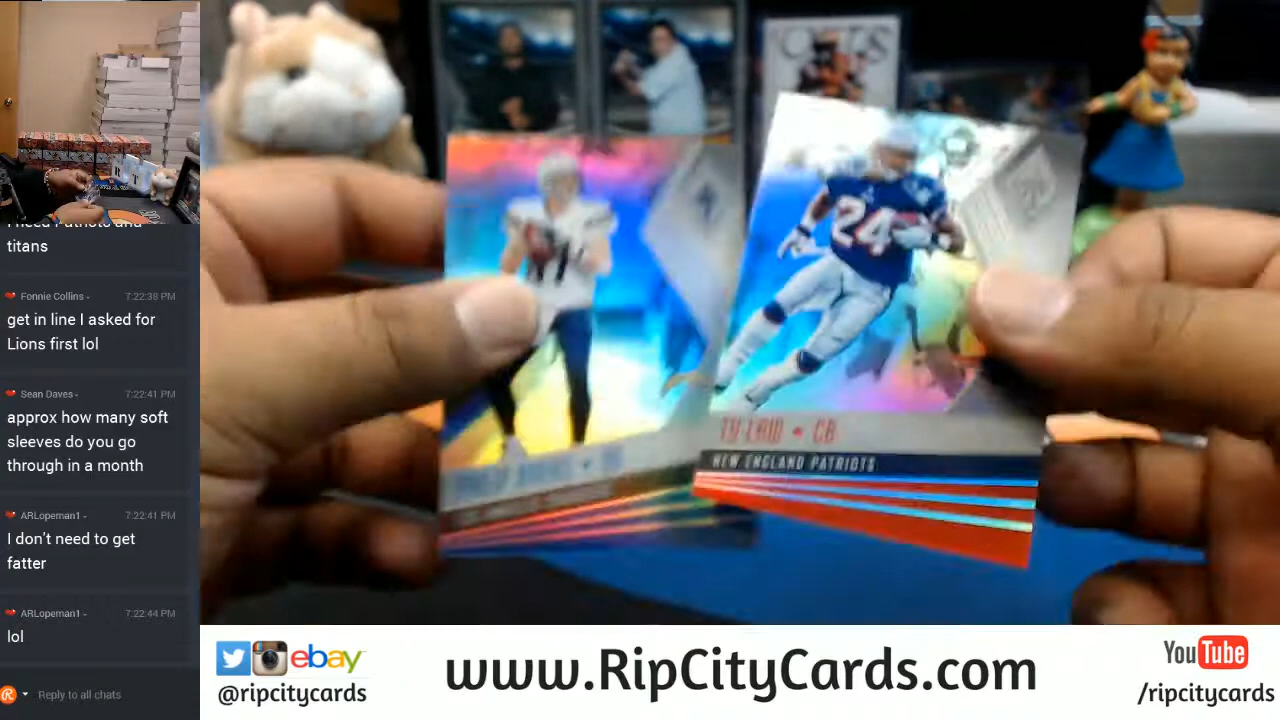 I need Patriots and
titans
Fonnie Collins - 7:22:38 PM
get in line I asked for
Lions first lol
Sean Daves - 7:22:41 PM
approx how many soft
sleeves do you go
through in a month
ARLopeman1 - 7:22:41 PM
I don't need to get
fatter
ARLopeman1 - 7:22:44 PM
lol
Reply to all chats
24
TY LAW CB
NEW ENGLAND PATRIOTS
ebay
@ripcitycards
www.RipCityCards.com
YouTube
/ripcitycards